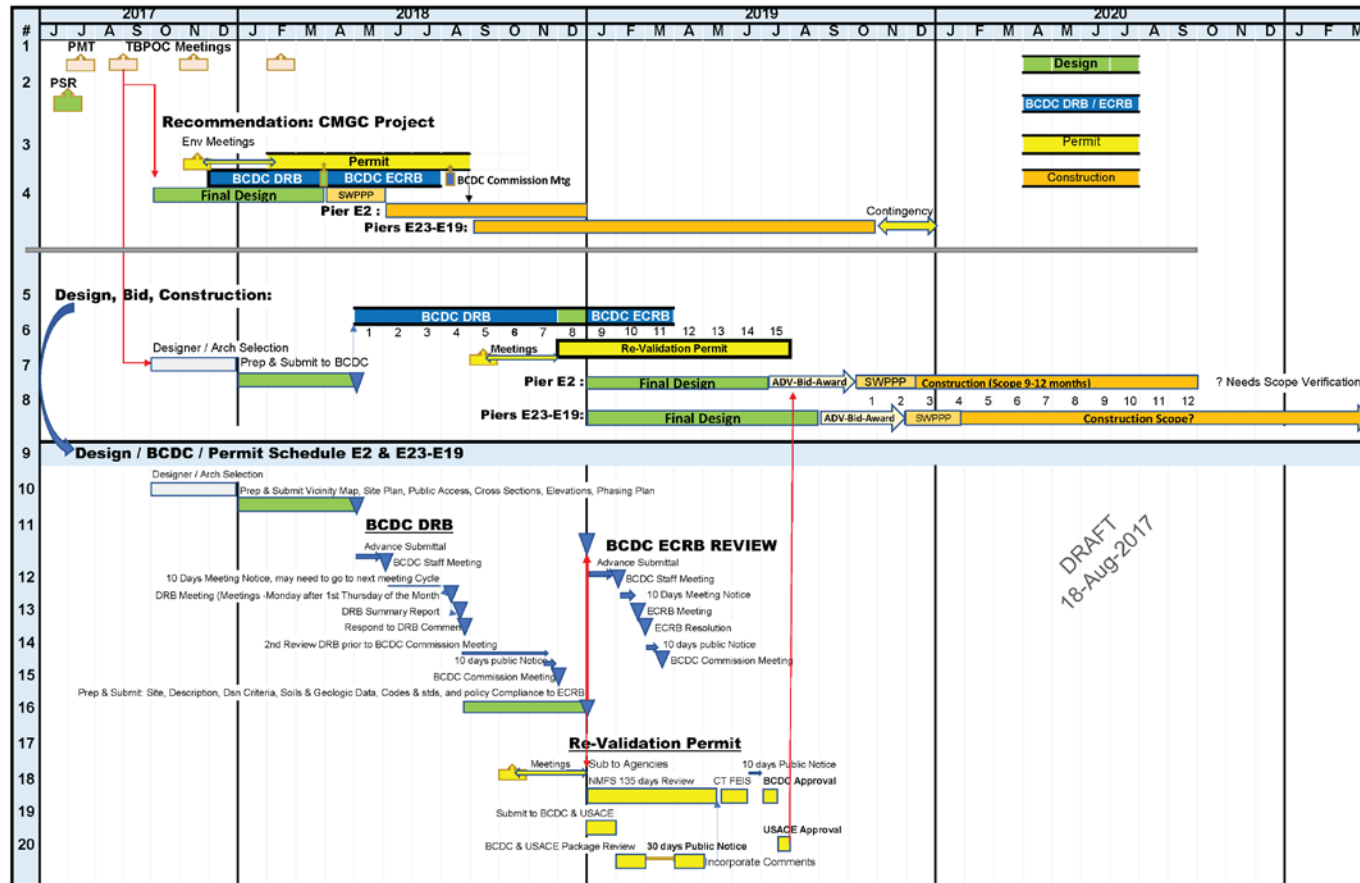 2017 2018 2019 2020
# J J A S O N D J F M A M J J A S O N D J F M A M J J A S O N D J F M A M J J A S O N D J F M
1
PMT TBPOC Meetings
Design
2
PSR
BCDC DRB / ECRB
Recommendation: CMGC Project
Env Meetings
3
Permit
Permit
BCDC DRB BCDC ECRB BCDC Commission Mtg
Construction
4
Final Design SWPPP
Pier E2 :
Contingency
Piers E23-E19:
5
Design, Bid, Construction:
BCDC DRB BCDC ECRB
6
1 2 3 4 5 6 7 8 9 10 11 12 13 14 15
Designer / Arch Selection
Meetings
Re-Validation Permit
7
Prep & Submit to BCDC
Pier E2 :
Final Design
ADV-Bid-Award
SWPPP
Construction (Scope 9-12 months)
? Needs Scope Verification
8
1 2 3 4 5 6 7 8 9 10 11 12
Piers E23-E19:
Final Design
ADV-Bid-Award
SWPPP
Construction Scope?
9
Design / BCDC / Permit Schedule E2 & E23-E19
Designer / Arch Selection
10
Prep & Submit Vicinity Map, Site Plan, Public Access, Cross Sections, Elevations, Phasing Plan
11
BCDC DRB
BCDC ECRB REVIEW
Advance Submittal
BCDC Staff Meeting
Advance Submittal
BCDC Staff Meeting
12
10 Days Meeting Notice, may need to go to next meeting Cycle
10 Days Meeting Notice
DRB Meeting (Meetings -Monday after 1st Thursday of the Month
13
DRB Summary Report
ECRB Meeting
Respond to DRB Commen
ECRB Resolution
14
2nd Review DRB prior to BCDC Commission Meeting
10 days public Notice
10 days public Notice
BCDC Commission Meeting
15
BCDC Commission Meeting
Prep & Submit: Site, Description, Dsn Criteria, Soils & Geologic Data, Codes & stds, and policy Compliance to ECRB
16
DRAFT
18-Aug-2017
17
Re-Validation Permit
Meetings
Sub to Agencies
10 days Public Notice
18
NMFS 135 days Review
CT FEIS
BCDC Approval
19
Submit to BCDC & USACE
USACE Approval
20
BCDC & USACE Package Review
30 days Public Notice
Incorporate Comments